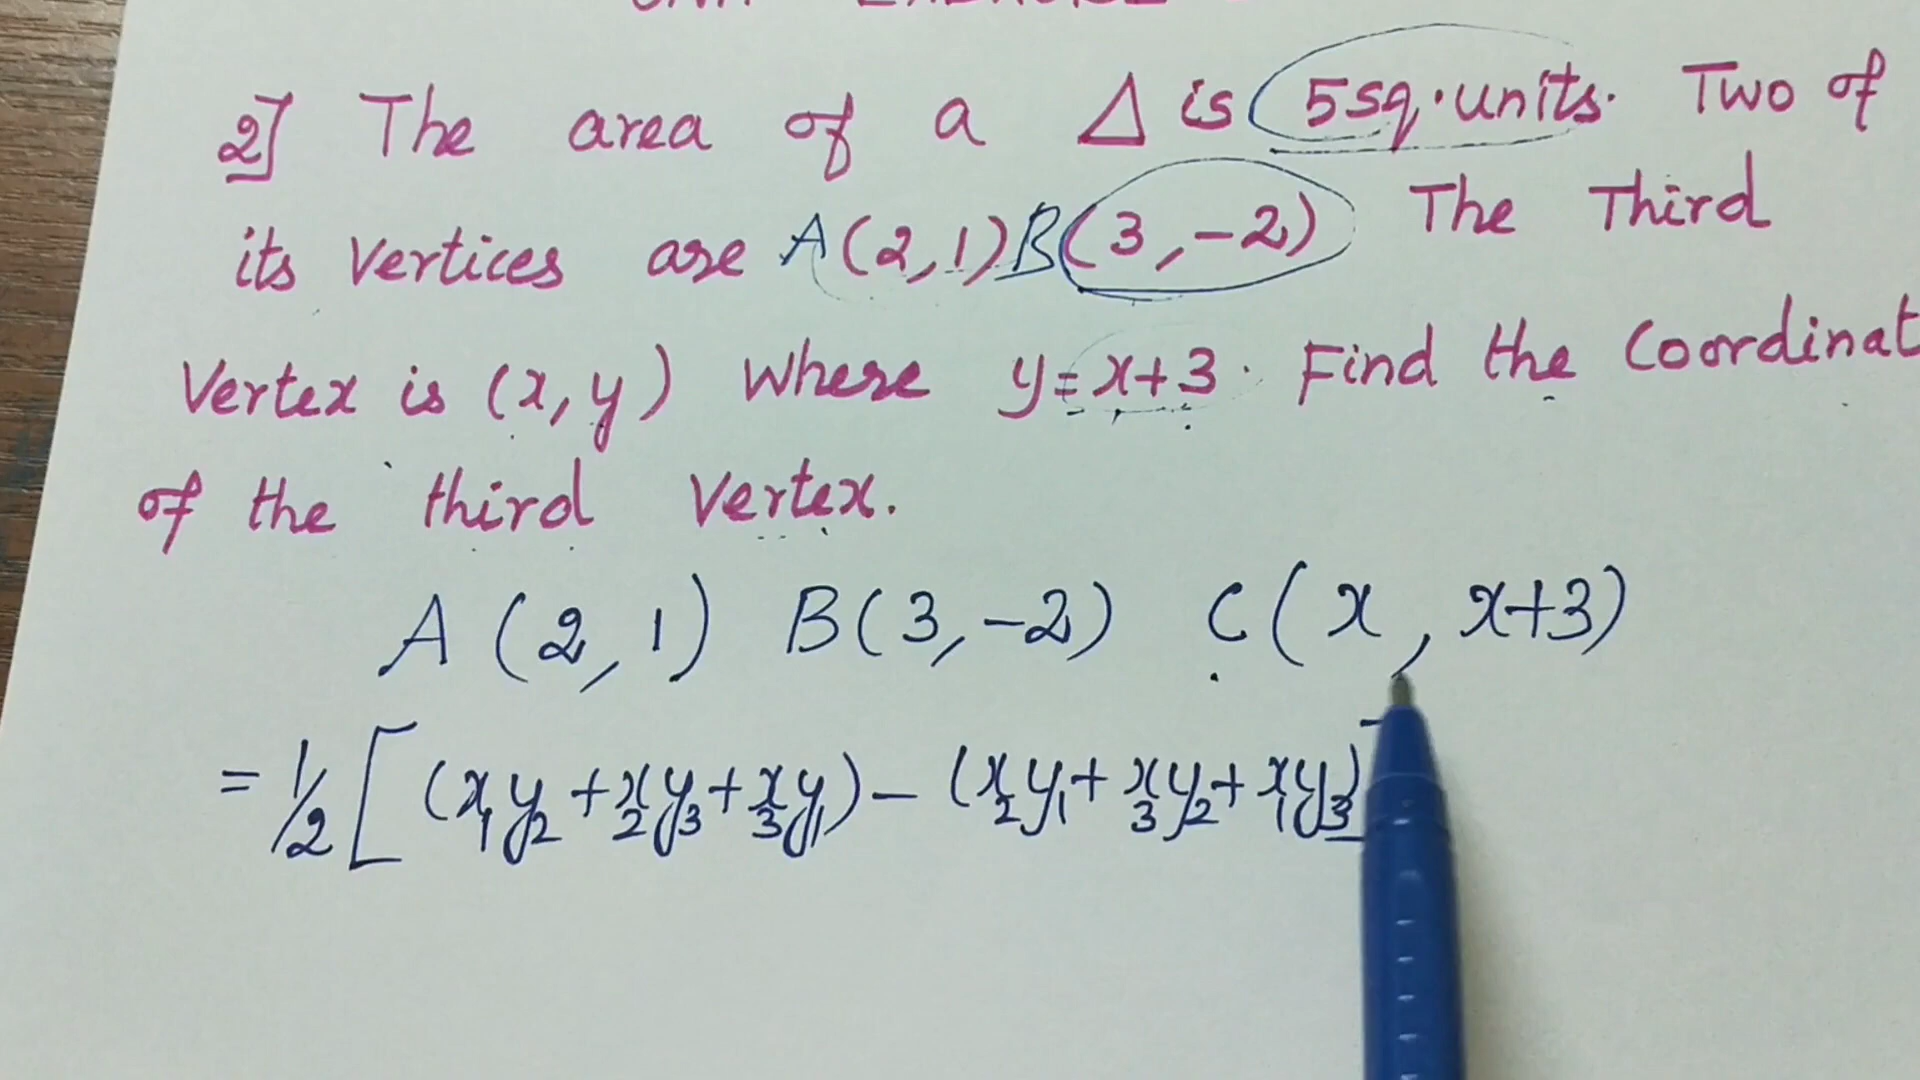 2] The area of a Δ is 5sq.units. Two of
its Vertices are A(2,1) B(3,-2) The Third
Vertex is (x,y) Where y=x+3. Find the Coordinat
of the third Vertex.
A(2,1) B(3,-2) C(x, x+3)
= 1/2 [(x₁y₂+x₂y₃+x₃y₁) - (x₂y₁+x₃y₂+x₁y₃)